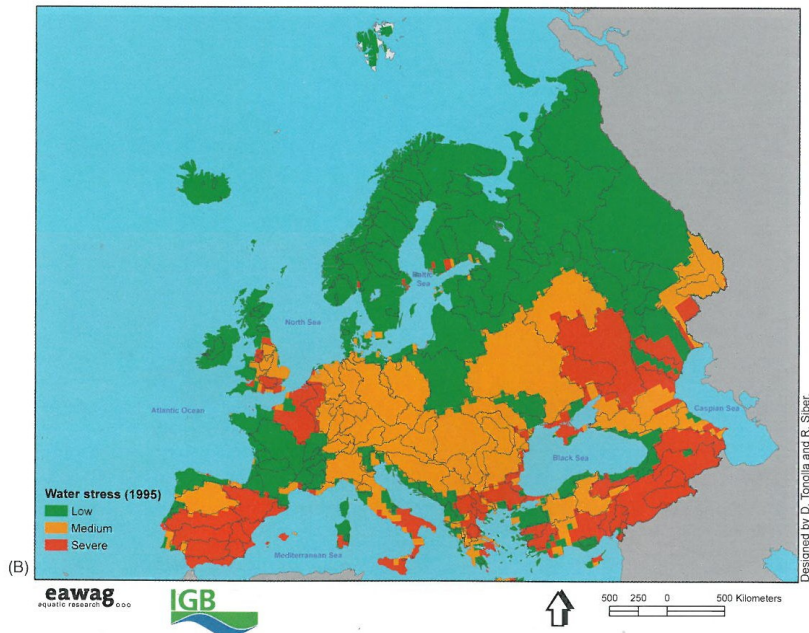 North Sea
Baltic
Sea
Atlantic Ocean
Caspian Sea
Black Sea
Mediterranean Sea
Water stress (1995)
Low
Medium
Severe
(B)
Designed by D. Tonolla and R. Siber.
eawag
aquatic research
IGB
500 250 0 500 Kilometers